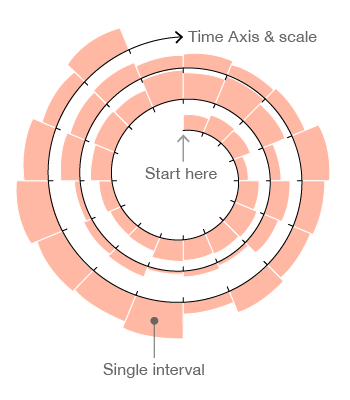 Time Axis & scale
Start here
Single interval